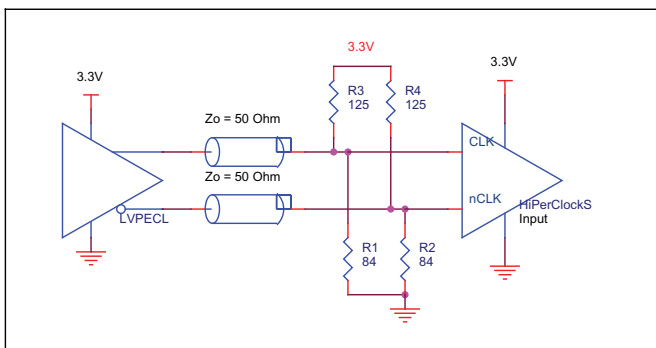 3.3V
3.3V
3.3V
R3
125
R4
125
Zo = 50 Ohm
CLK
Zo = 50 Ohm
nCLK
LVPECL
HiPerClockS
Input
R1
84
R2
84